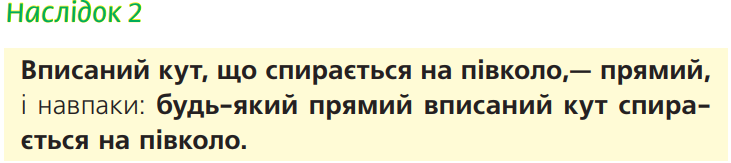 Наслідок 2
Вписаний кут, що спирається на півколо,— прямий,
і навпаки: будь-який прямий вписаний кут спира-
ється на півколо.